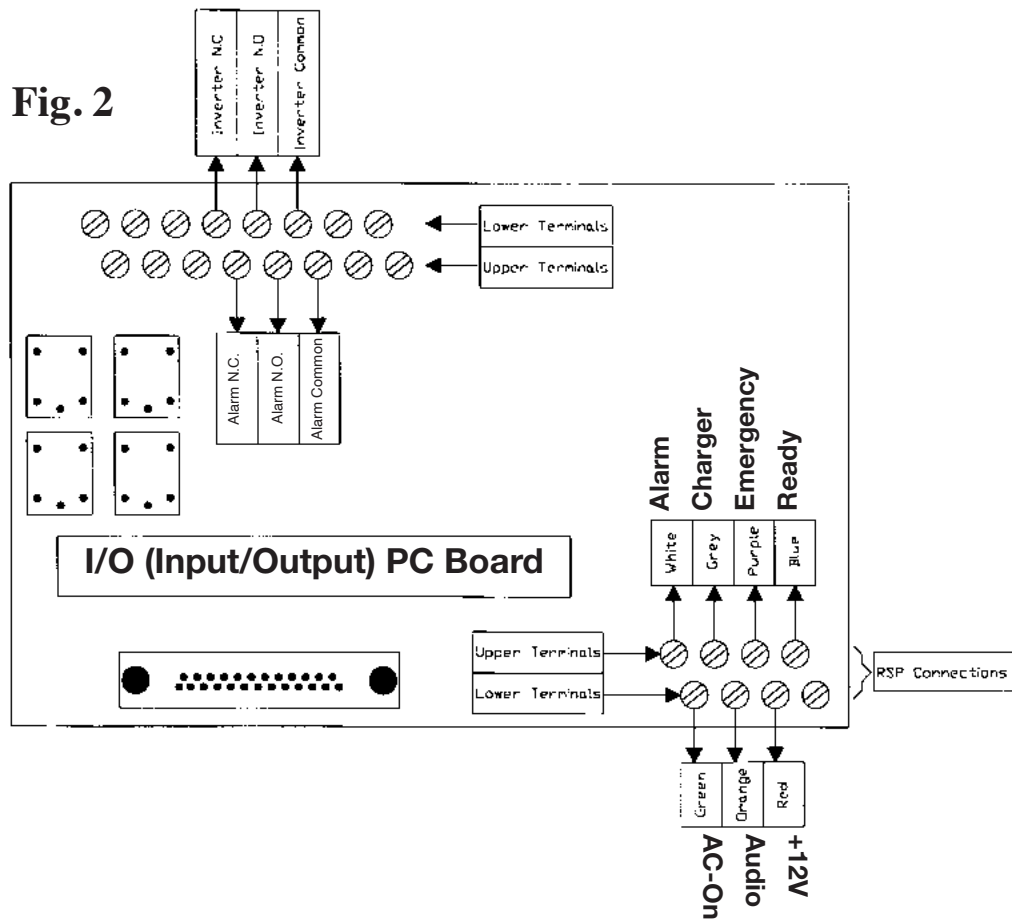 Fig. 2
Inverter N.C
Inverter N.O
Inverter Common
Lower Terminals
Upper Terminals
Alarm N.C.
Alarm N.O.
Alarm Common
Alarm
Charger
Emergency
Ready
White
Grey
Purple
Blue
I/O (Input/Output) PC Board
Upper Terminals
Lower Terminals
RSP Connections
Green
Orange
Red
AC-On
Audio
+12V